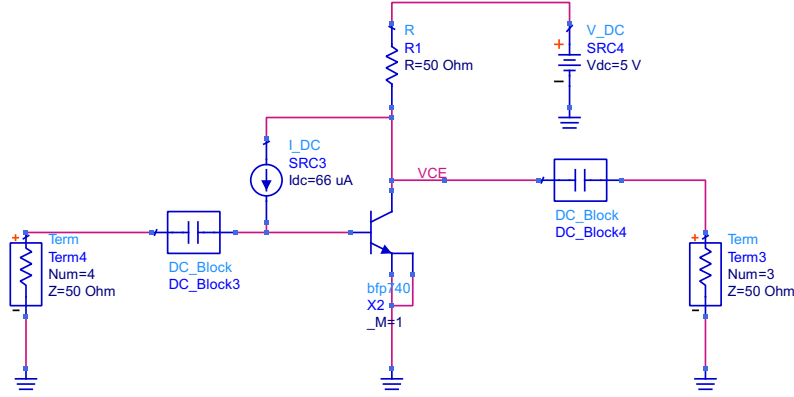 R
R1
R=50 Ohm
V_DC
SRC4
Vdc=5 V
+
–
I_DC
SRC3
Idc=66 uA
VCE
DC_Block
DC_Block4
+
Term
Term4
Num=4
Z=50 Ohm
–
DC_Block
DC_Block3
bfp740
X2
_M=1
+
Term
Term3
Num=3
Z=50 Ohm
–